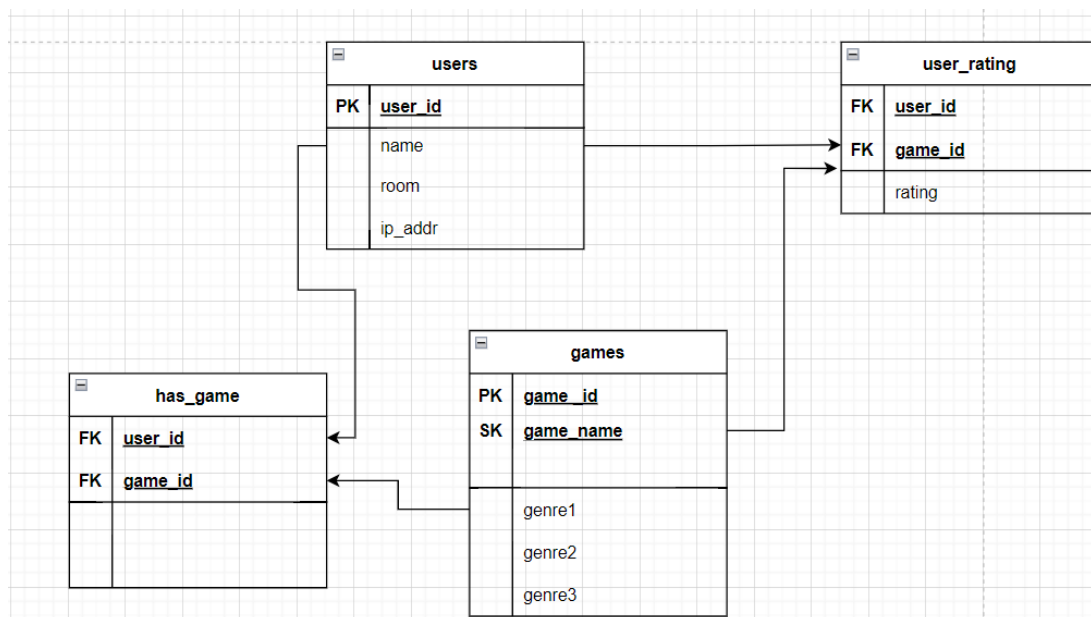 users
PK user_id
name
room
ip_addr
user_rating
FK user_id
FK game_id
rating
has_game
FK user_id
FK game_id
games
PK game_id
SK game_name
genre1
genre2
genre3